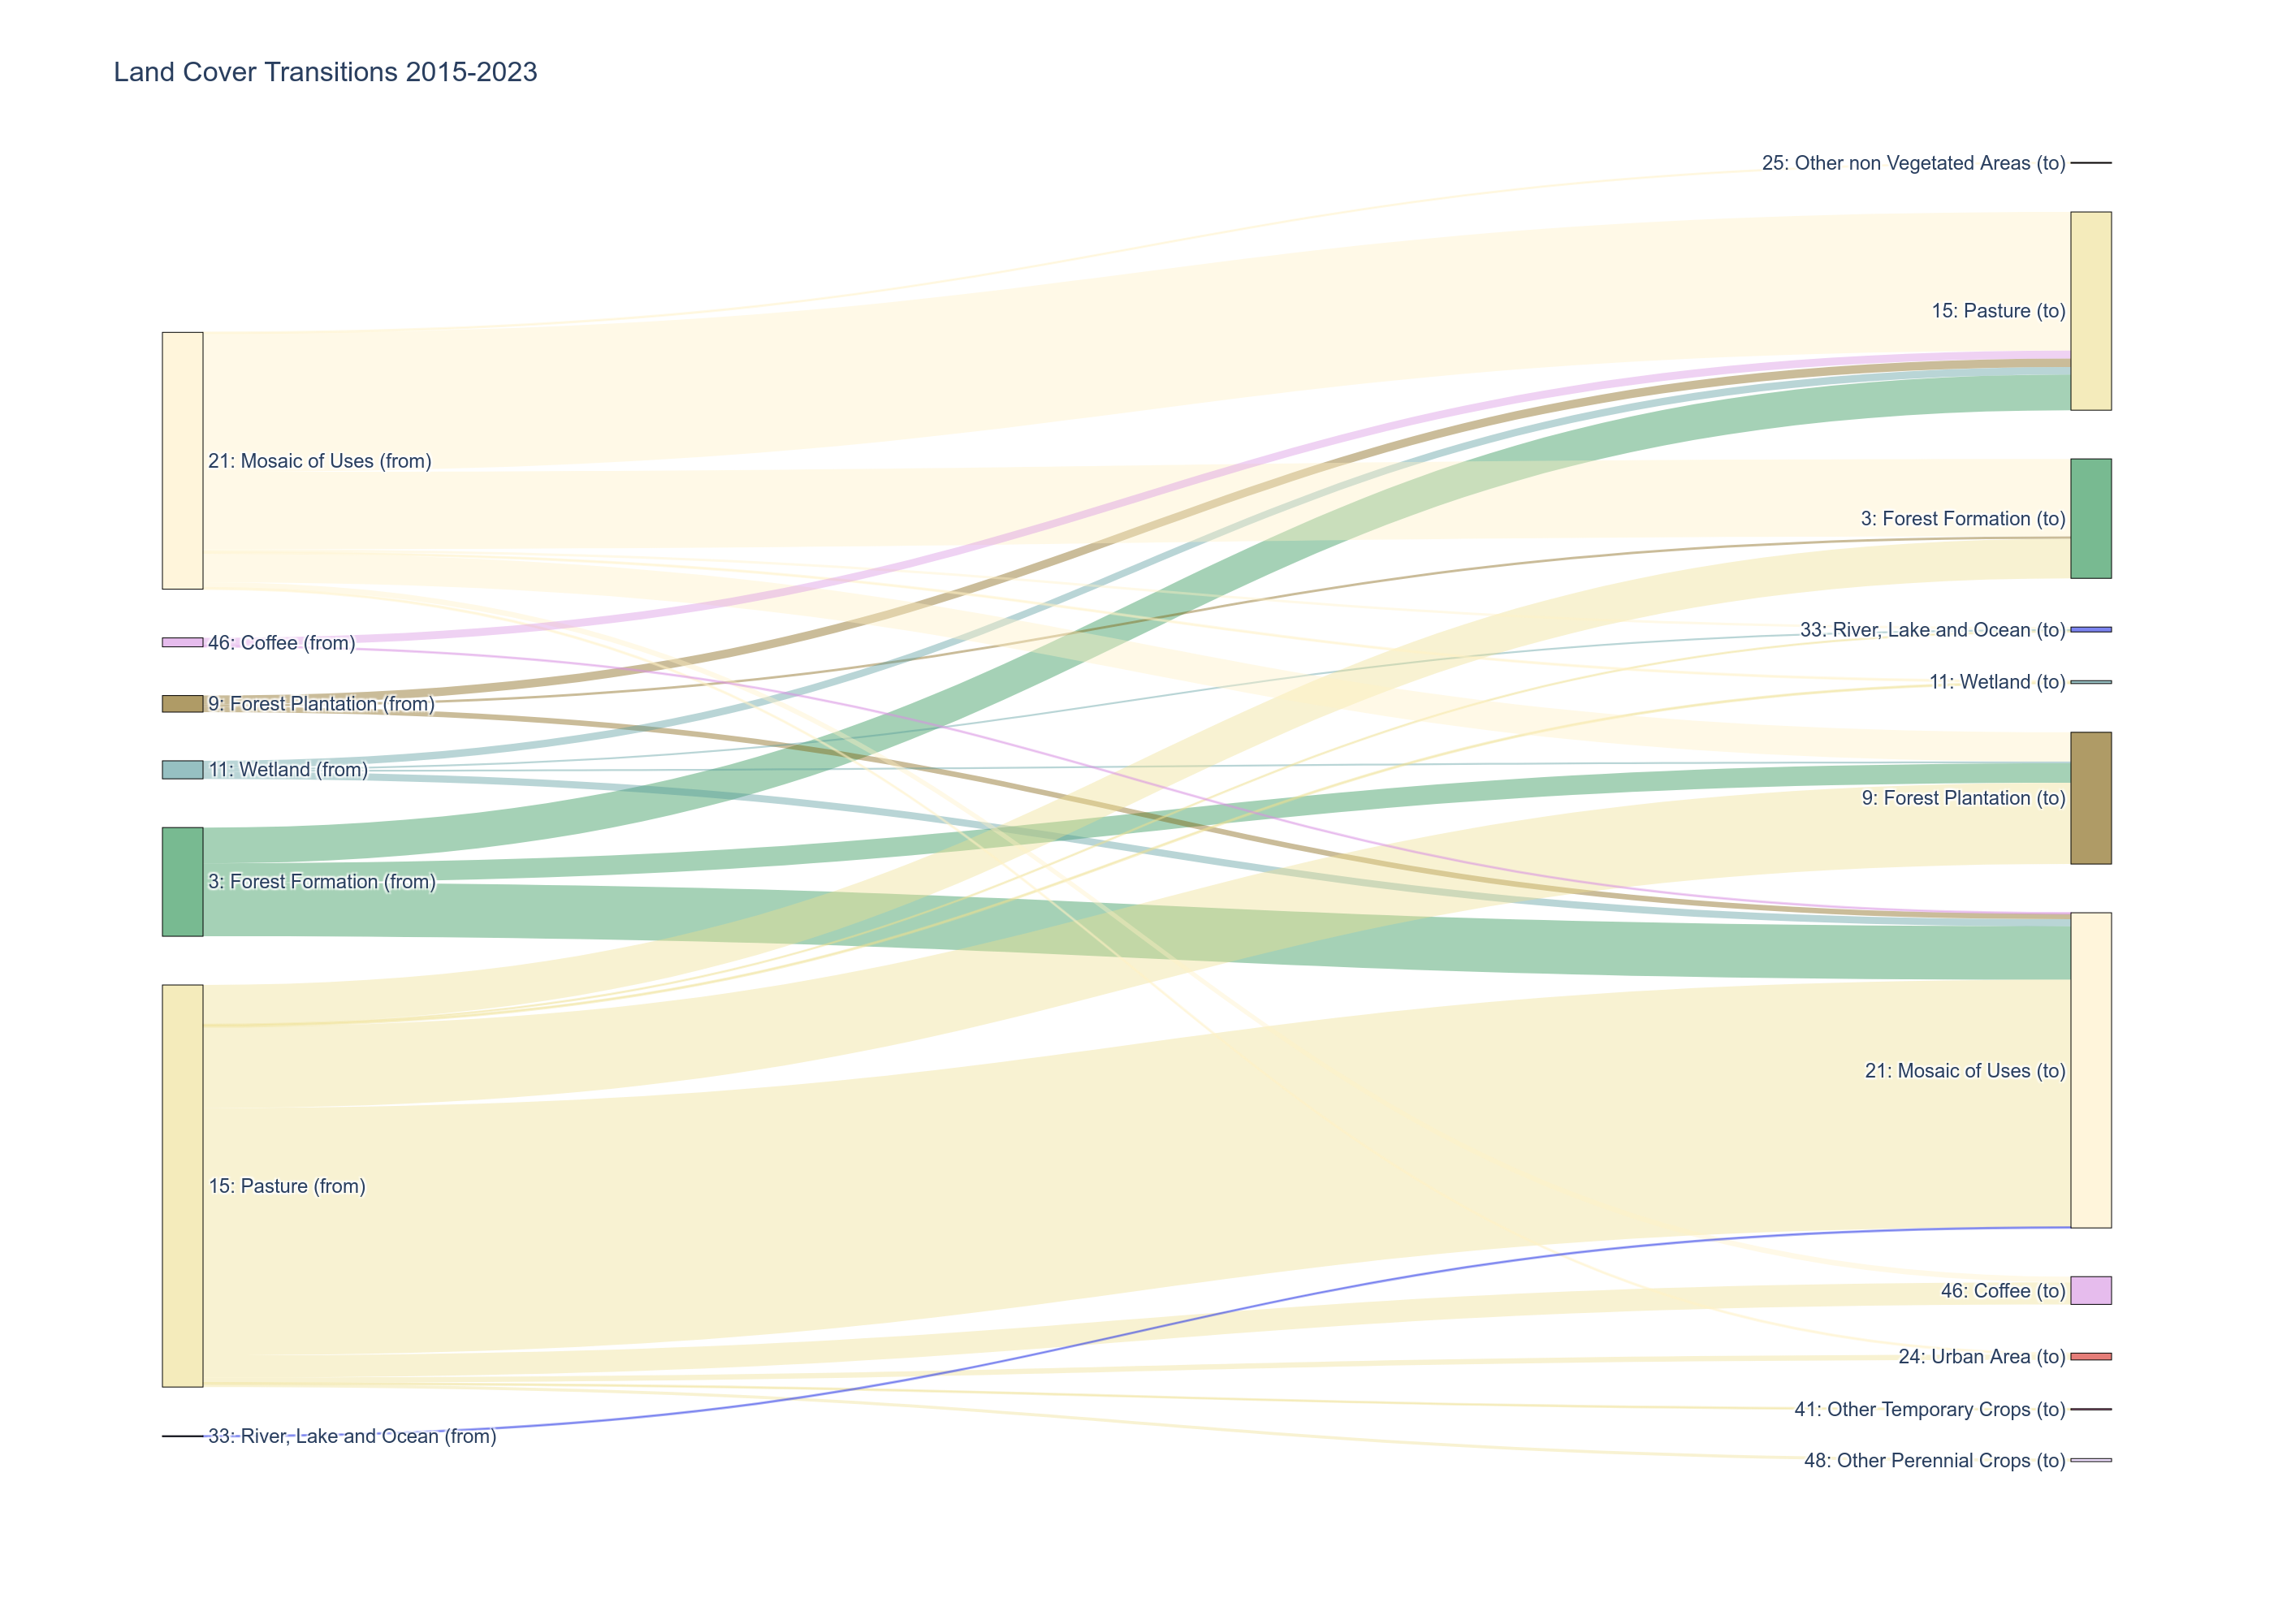 Land Cover Transitions 2015-2023
25: Other non Vegetated Areas (to)
15: Pasture (to)
21: Mosaic of Uses (from)
3: Forest Formation (to)
33: River, Lake and Ocean (to)
46: Coffee (from)
11: Wetland (to)
9: Forest Plantation (from)
11: Wetland (from)
9: Forest Plantation (to)
3: Forest Formation (from)
21: Mosaic of Uses (to)
15: Pasture (from)
46: Coffee (to)
24: Urban Area (to)
41: Other Temporary Crops (to)
33: River, Lake and Ocean (from)
48: Other Perennial Crops (to)